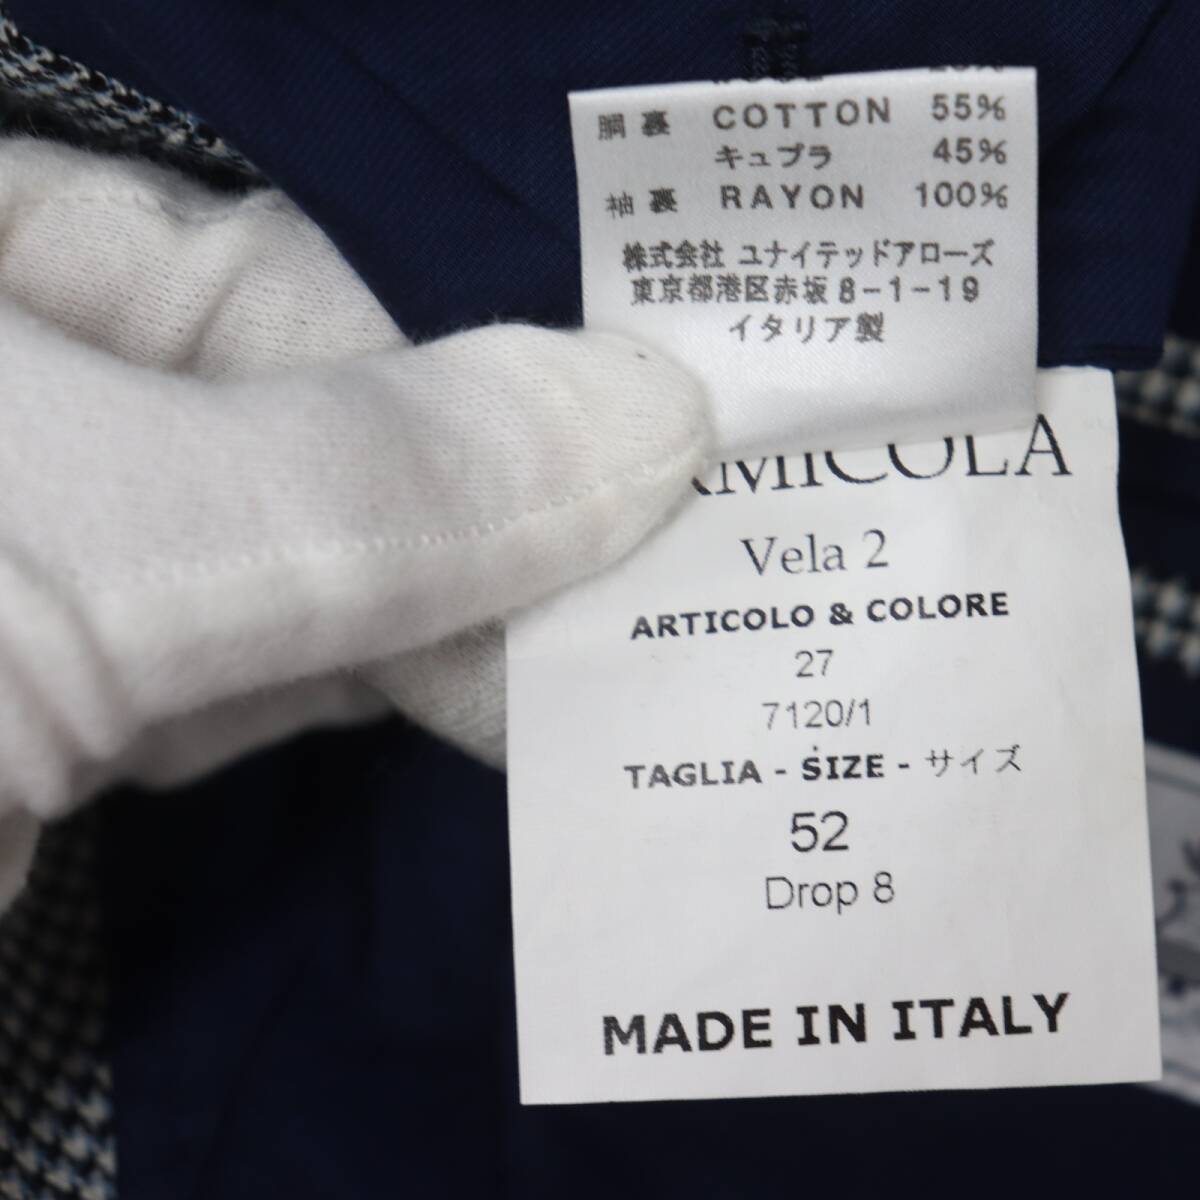 胴裏 COTTON 55%
キュプラ 45%
袖裏 RAYON 100%
株式会社 ユナイテッドアローズ
東京都港区赤坂8-1-19
イタリア製
MICOLA
Vela 2
ARTICOLO & COLORE
27
7120/1
TAGLIA - SIZE - サイズ
52
Drop 8
MADE IN ITALY